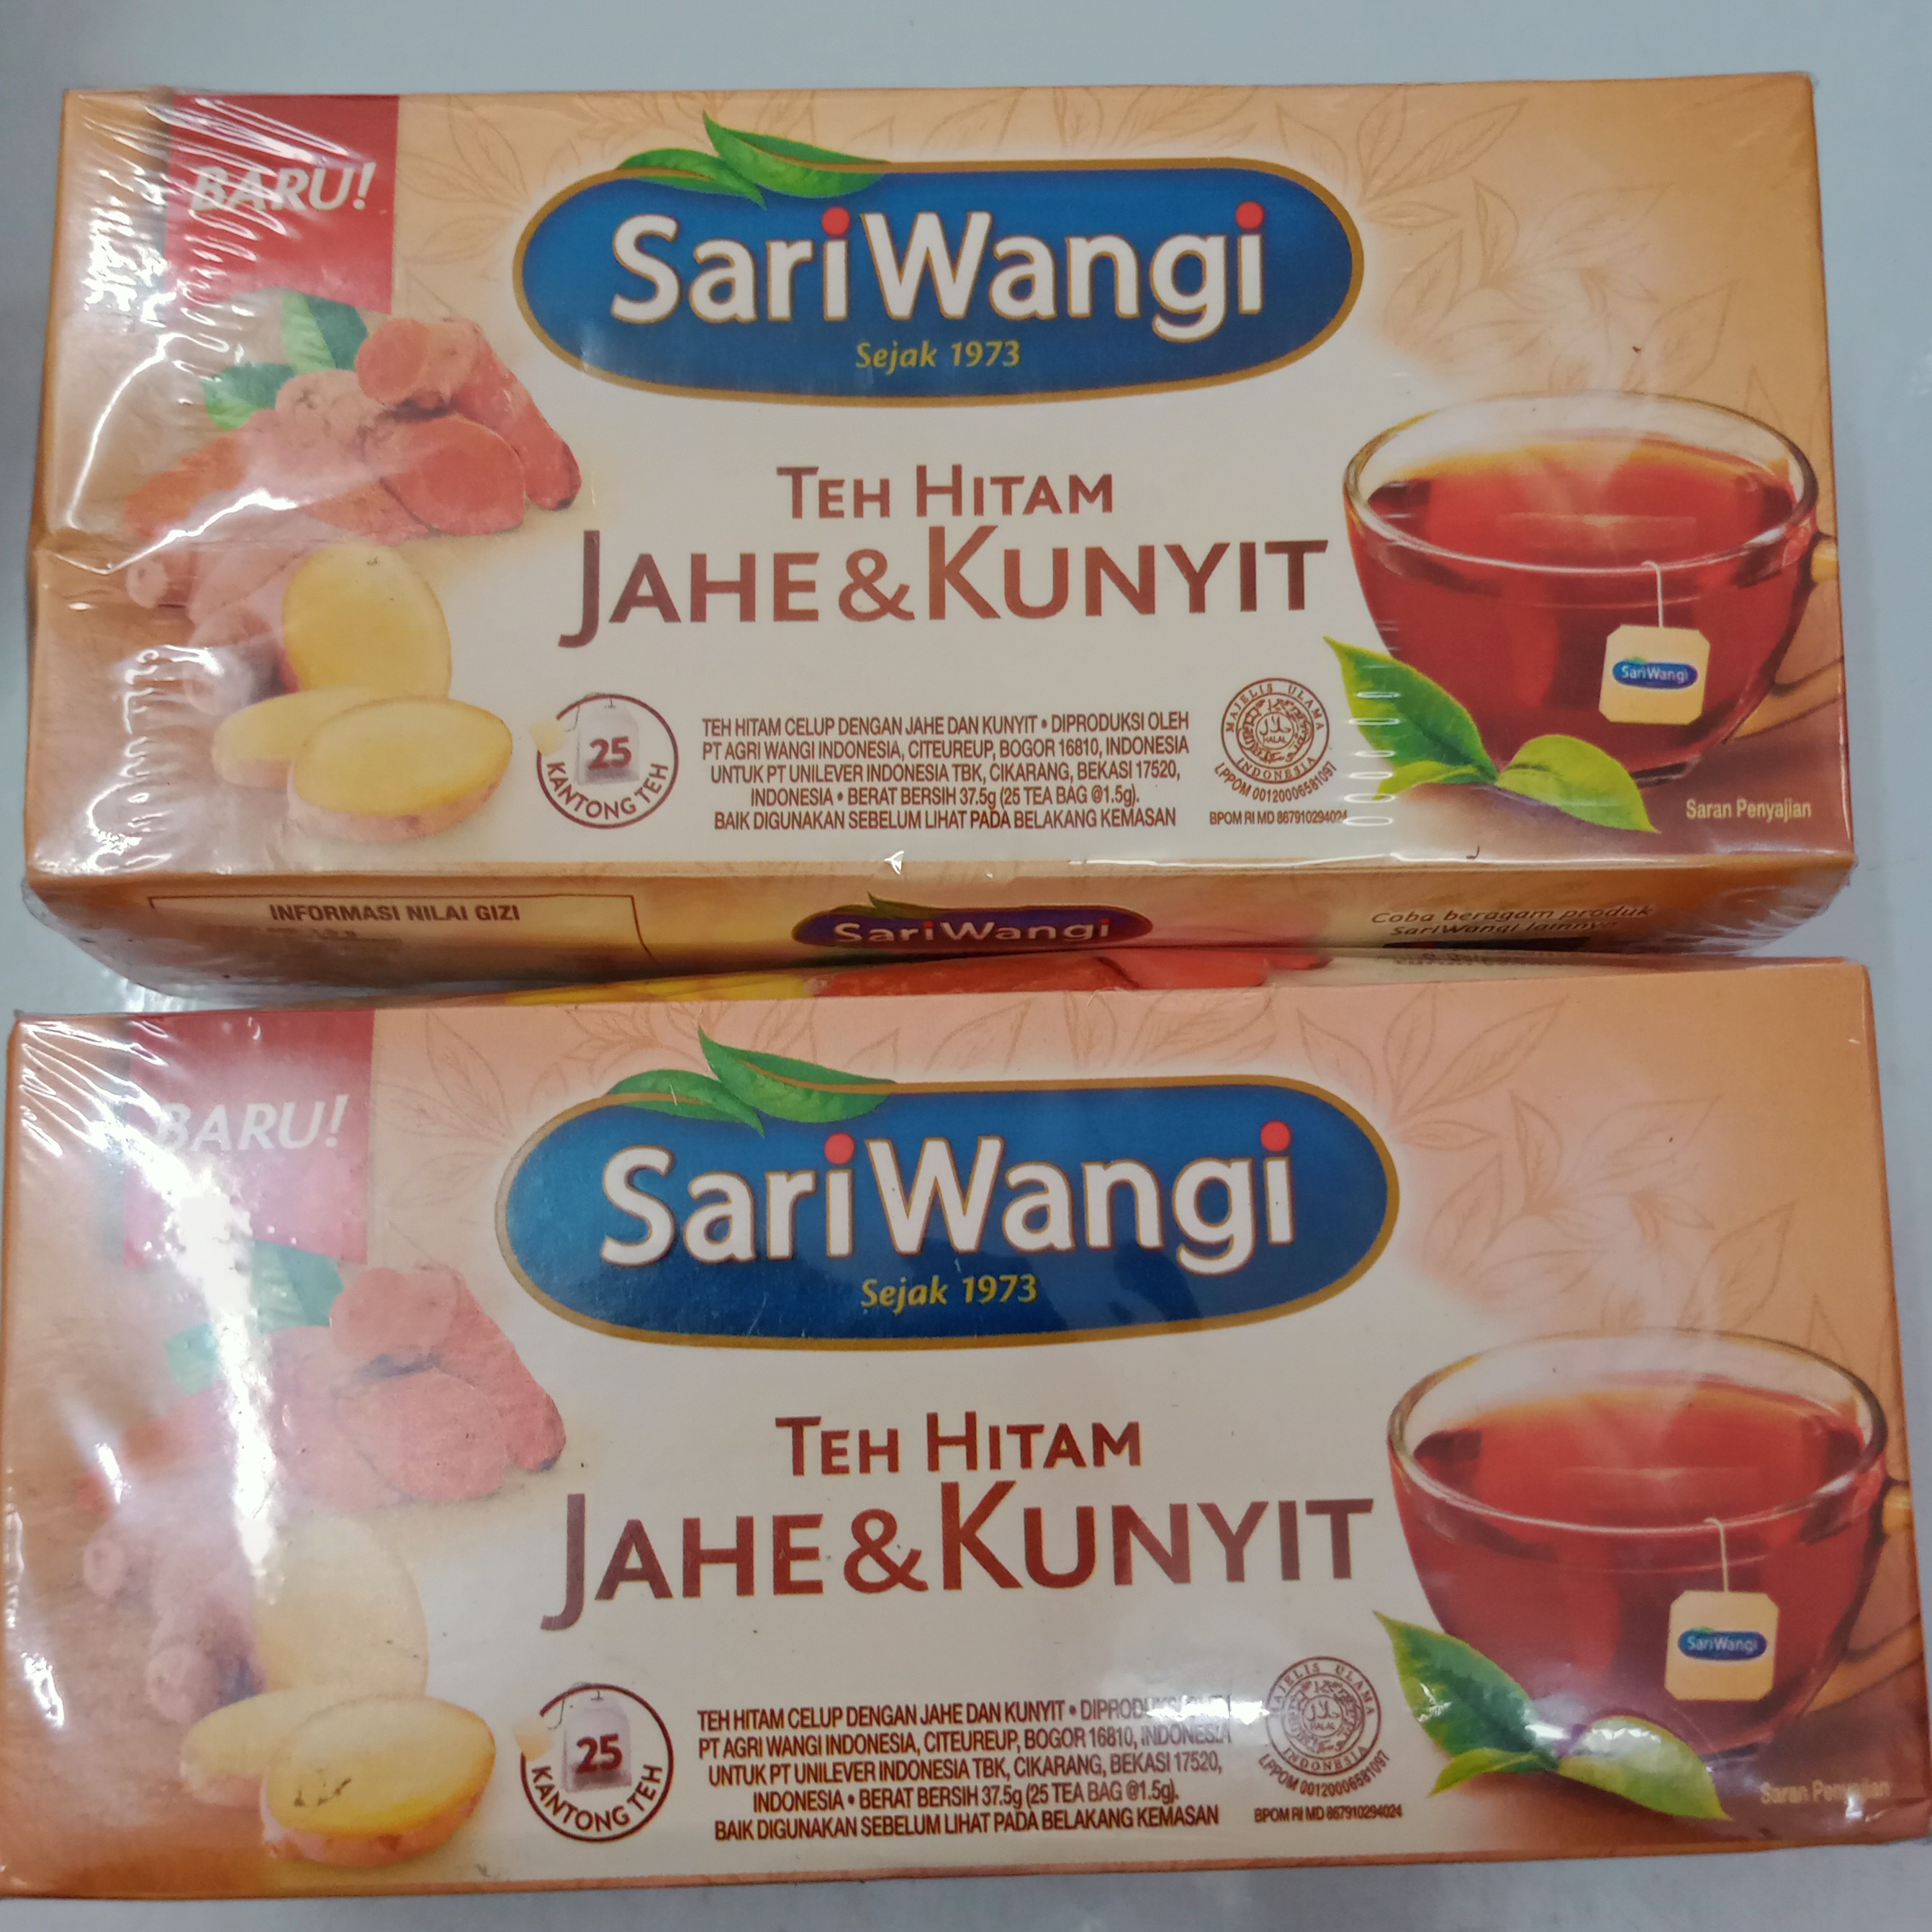 BARU!
SariWangi
Sejak 1973
TEH HITAM
JAHE & KUNYIT
25
KANTONG TEH
TEH HITAM CELUP DENGAN JAHE DAN KUNYIT • DIPRODUKSI OLEH
PT AGRI WANGI INDONESIA, CITEUREUP, BOGOR 16810, INDONESIA
UNTUK PT UNILEVER INDONESIA TBK, CIKARANG, BEKASI 17520,
INDONESIA • BERAT BERSIH 37.5g (25 TEA BAG @1.5g).
BAIK DIGUNAKAN SEBELUM LIHAT PADA BELAKANG KEMASAN
MAJELIS ULAMA
حلال
HALAL
INDONESIA
LPPOM 00120006581097
BPOM RI MD 867910294024
SariWangi
Saran Penyajian
INFORMASI NILAI GIZI
SariWangi
Coba beragam produk
SariWangi lainnya
BARU!
SariWangi
Sejak 1973
TEH HITAM
JAHE & KUNYIT
25
KANTONG TEH
TEH HITAM CELUP DENGAN JAHE DAN KUNYIT •
PT AGRI WANGI INDONESIA, CITEUREUP, BOGOR 16810, INDONESIA
UNTUK PT UNILEVER INDONESIA TBK, CIKARANG, BEKASI 17520,
INDONESIA • BERAT BERSIH 37.5g (25 TEA BAG @1.5g).
BAIK DIGUNAKAN SEBELUM LIHAT PADA BELAKANG KEMASAN
MAJELIS ULAMA
حلال
HALAL
INDONESIA
LPPOM 00120006581097
BPOM RI MD 867910294024
SariWangi
Saran Penyajian